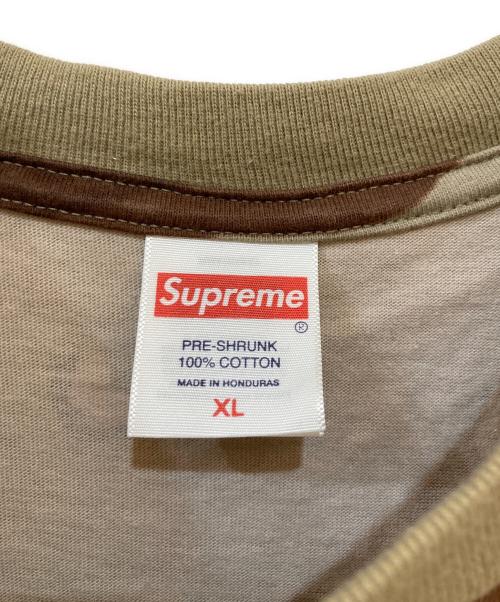 Supreme
®
PRE-SHRUNK
100% COTTON
MADE IN HONDURAS
XL